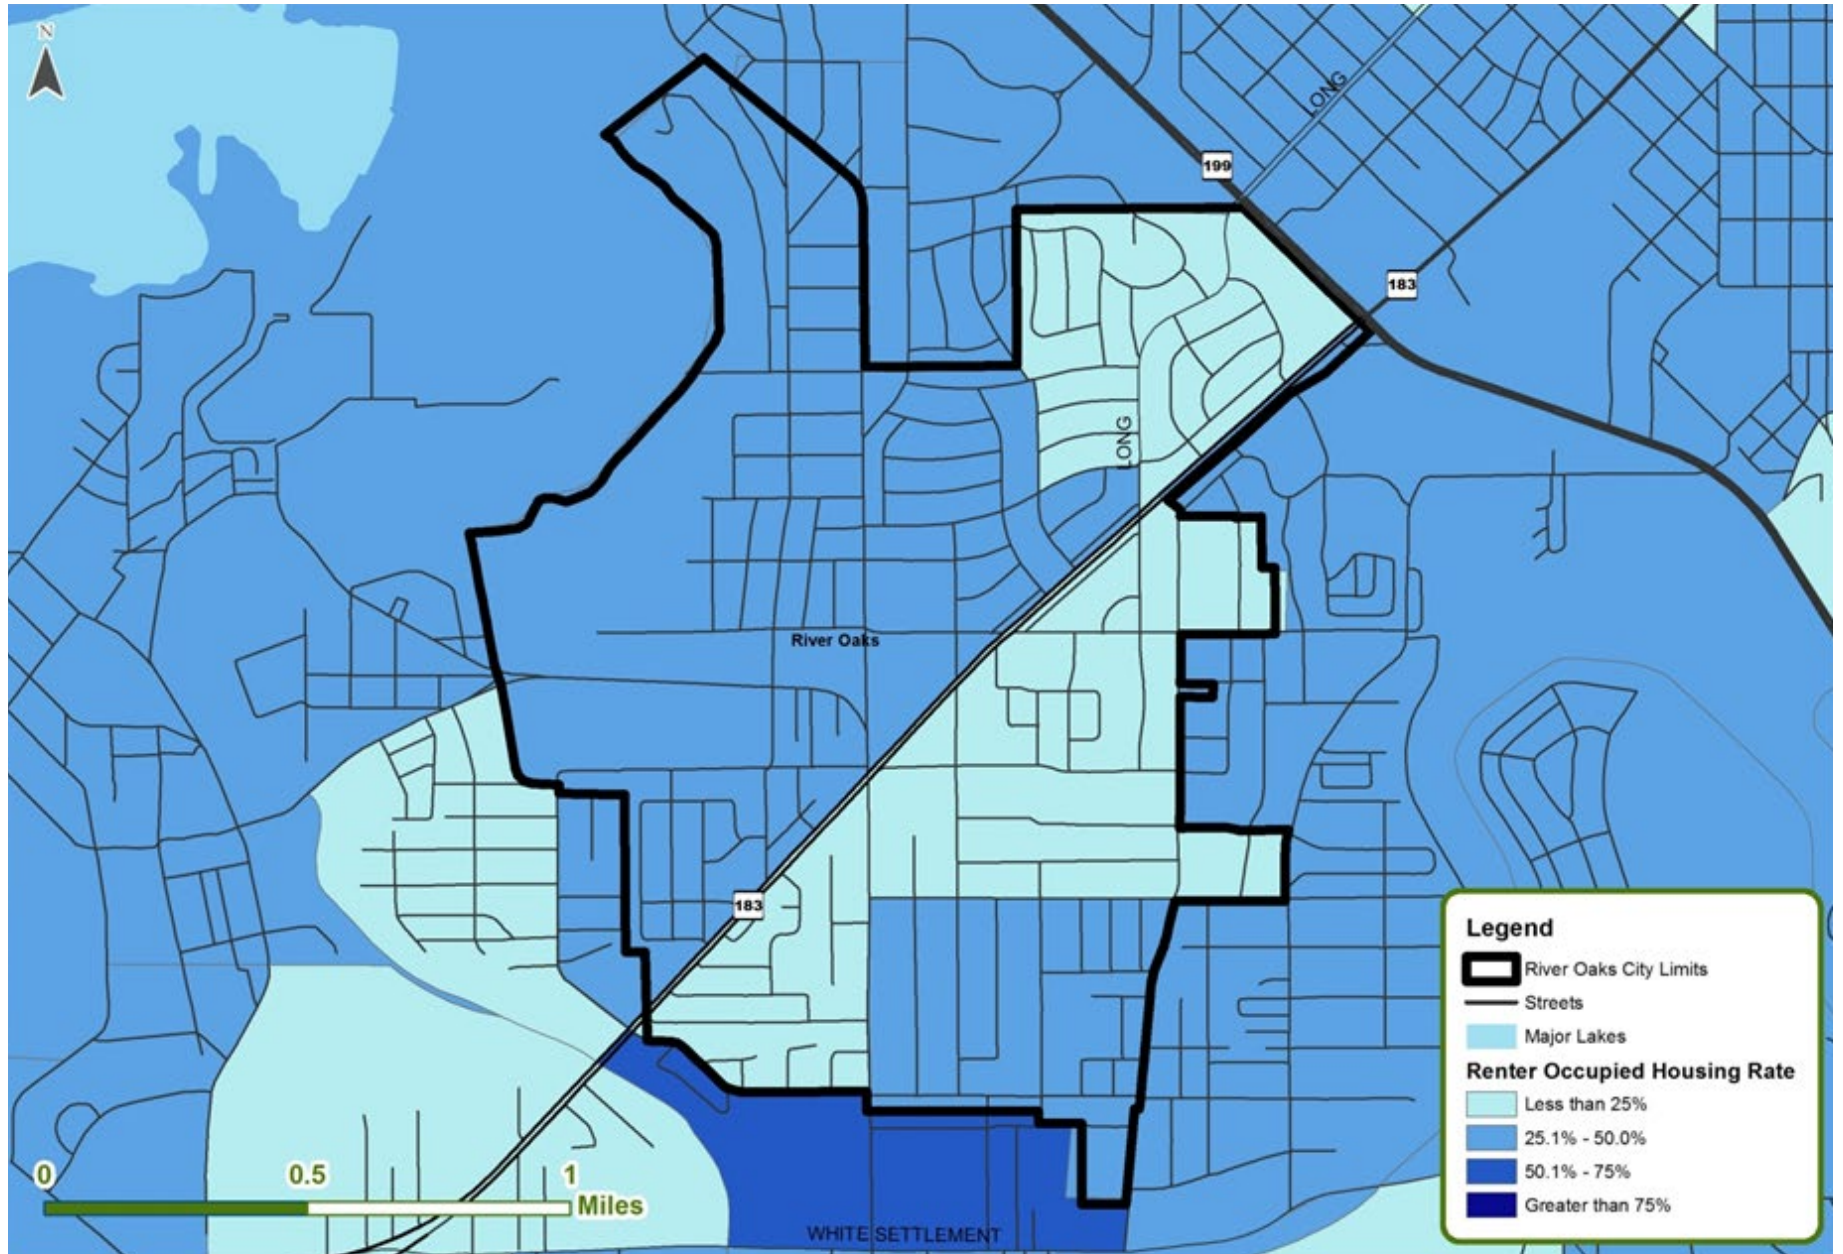 N
LONG
199
183
LONG
River Oaks
183
Legend
River Oaks City Limits
Streets
Major Lakes
Renter Occupied Housing Rate
Less than 25%
25.1% - 50.0%
50.1% - 75%
Greater than 75%
0 0.5 1
Miles
WHITE SETTLEMENT